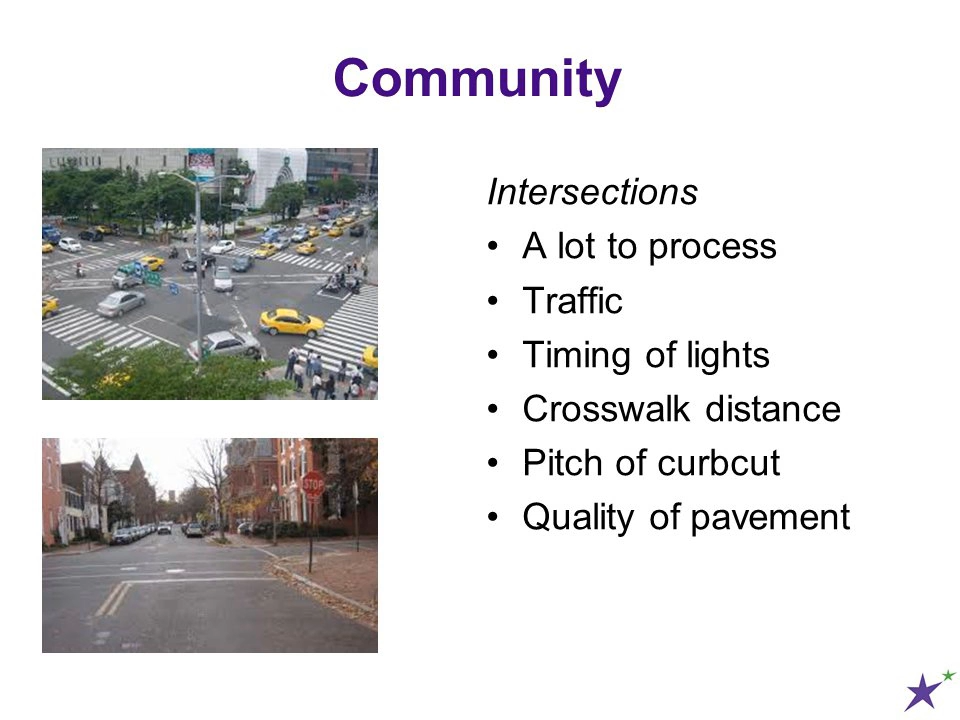 Community
Intersections
• A lot to process
• Traffic
• Timing of lights
• Crosswalk distance
• Pitch of curbcut
• Quality of pavement
STOP